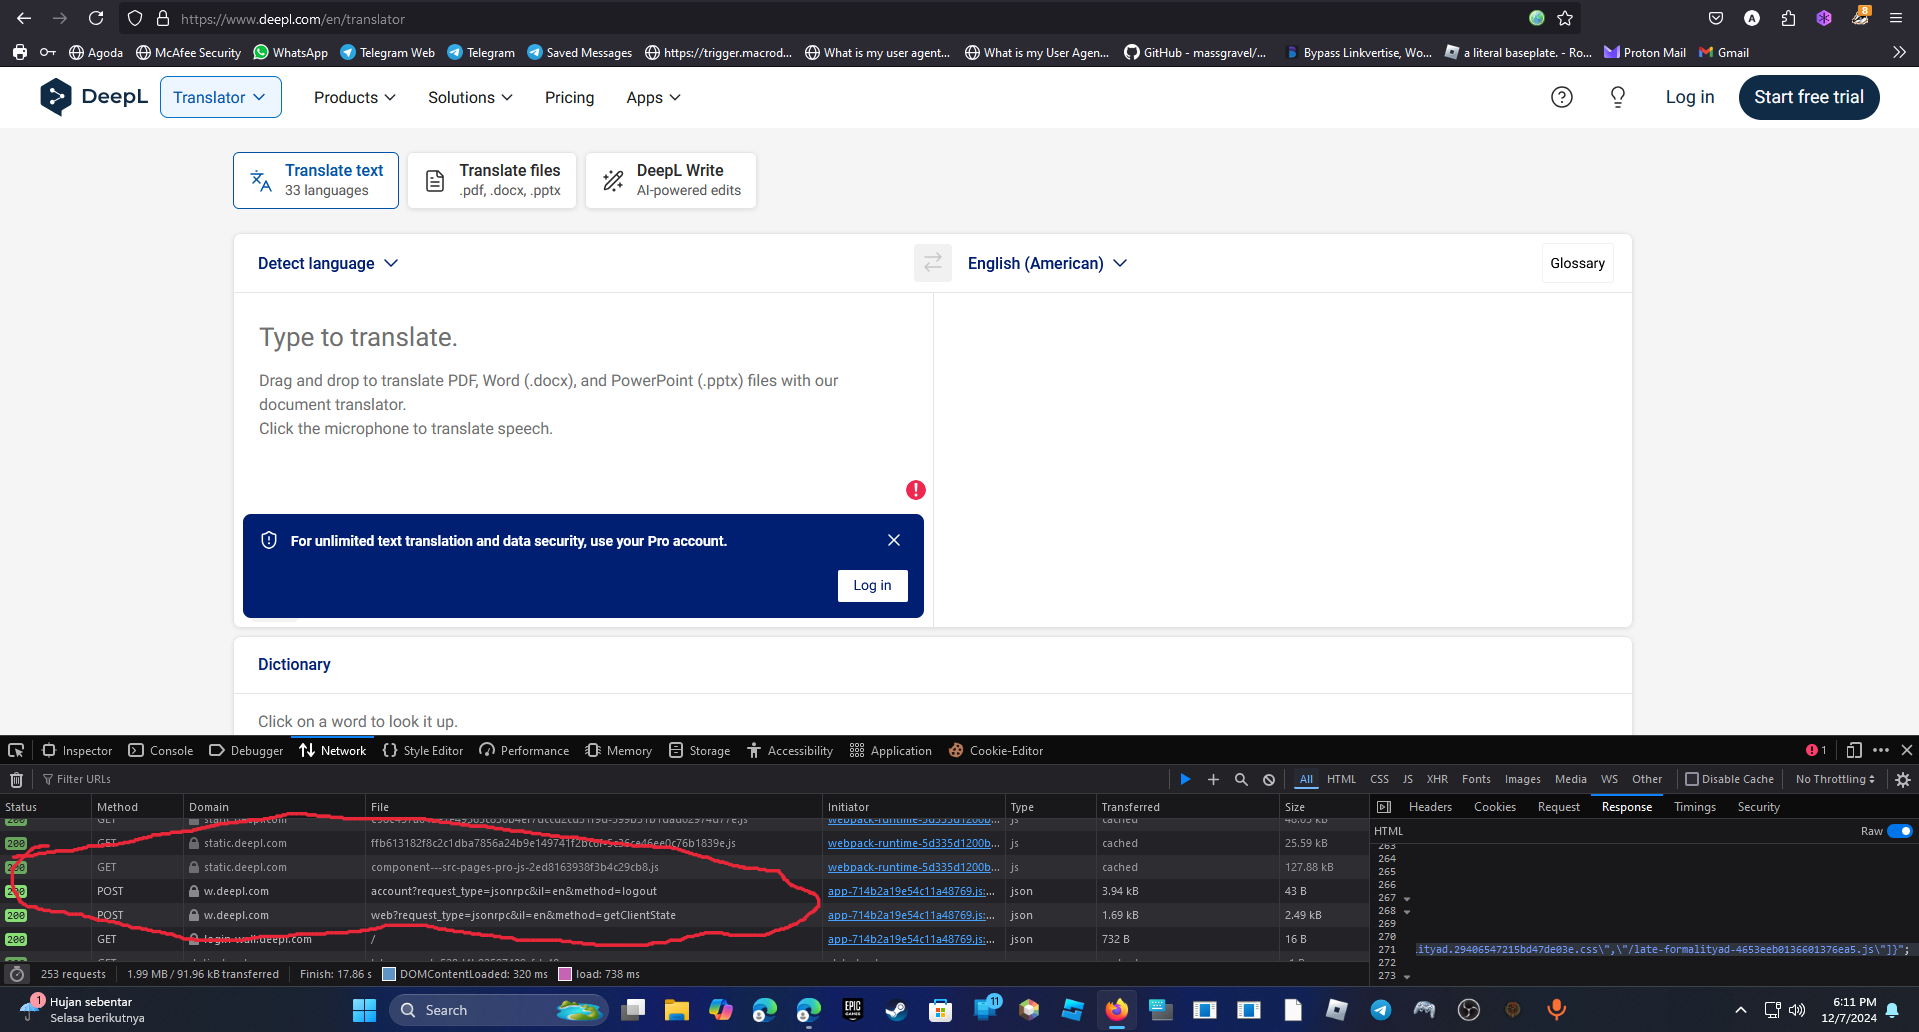 https://www.deepl.com/en/translator
8
Agoda
McAfee Security
WhatsApp
Telegram Web
Telegram
Saved Messages
https://trigger.macrod...
What is my user agent...
What is my User Agen...
GitHub - massgravel/...
Bypass Linkvertise, Wo...
a literal baseplate. - Ro...
Proton Mail
Gmail
DeepL
Translator
Products
Solutions
Pricing
Apps
Log in
Start free trial
Translate text
33 languages
Translate files
.pdf, .docx, .pptx
DeepL Write
AI-powered edits
Detect language
English (American)
Glossary
Type to translate.
Drag and drop to translate PDF, Word (.docx), and PowerPoint (.pptx) files with our
document translator.
Click the microphone to translate speech.
For unlimited text translation and data security, use your Pro account.
Log in
Dictionary
Click on a word to look it up.
Inspector
Console
Debugger
Network
Style Editor
Performance
Memory
Storage
Accessibility
Application
Cookie-Editor
1
Filter URLs
All
HTML
CSS
JS
XHR
Fonts
Images
Media
WS
Other
Disable Cache
No Throttling
Status
Method
Domain
File
Initiator
Type
Transferred
Size
Headers
Cookies
Request
Response
Timings
Security
HTML
Raw
200 GET static.deepl.com webpack-runtime-5d335d1200b... js cached
200 GET static.deepl.com webpack-runtime-5d335d1200b... js cached 25.59 kB
200 GET static.deepl.com component---src-pages-pro-js-2ed8163938f3b4c29cb8.js webpack-runtime-5d335d1200b... js cached 127.88 kB
200 POST w.deepl.com account?request_type=jsonrpc&il=en&method=logout app-714b2a19e54c11a48769.js:... json 3.94 kB 43 B
200 POST w.deepl.com web?request_type=jsonrpc&il=en&method=getClientState app-714b2a19e54c11a48769.js:... json 1.69 kB 2.49 kB
200 GET login-wall.deepl.com / app-714b2a19e54c11a48769.js:... json 732 B 16 B
263
264
265
266
267
268
269
270
271 .ityad.29406547215bd47de03e.css\",\"/late-formalityad-4653eeb0136601376ea5.js\"]}";
272
273
253 requests
1.99 MB / 91.96 kB transferred
Finish: 17.86 s
DOMContentLoaded: 320 ms
load: 738 ms
1
Hujan sebentar
Selasa berikutnya
Search
EPIC
GAMES
11
6:11 PM
12/7/2024